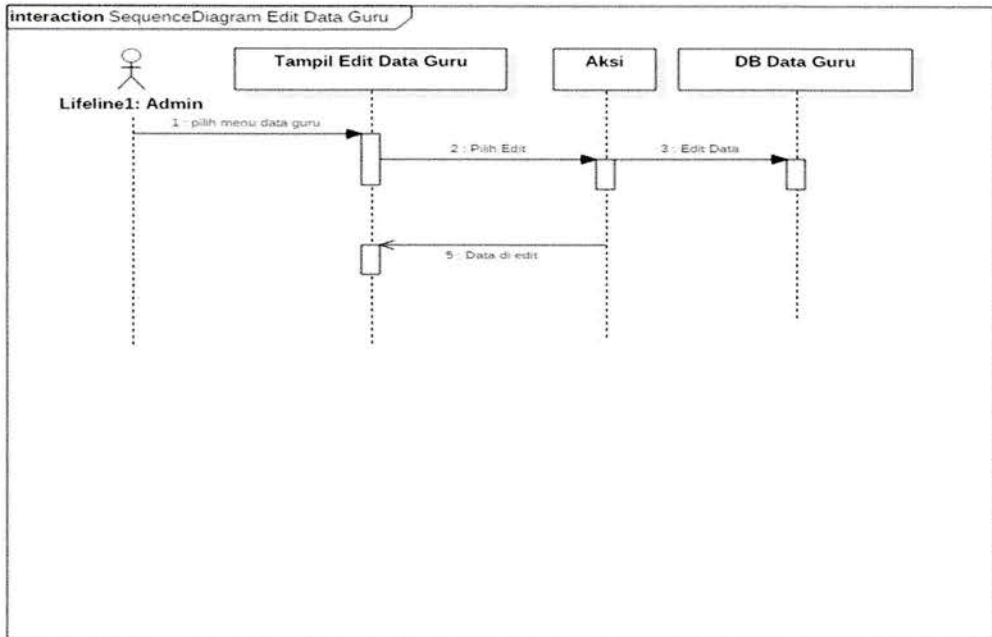 interaction SequenceDiagram Edit Data Guru
Tampil Edit Data Guru
Aksi
DB Data Guru
Lifeline1: Admin
1 : pilih menu data guru
2 : Pilih Edit
3 : Edit Data
5 : Data di edit